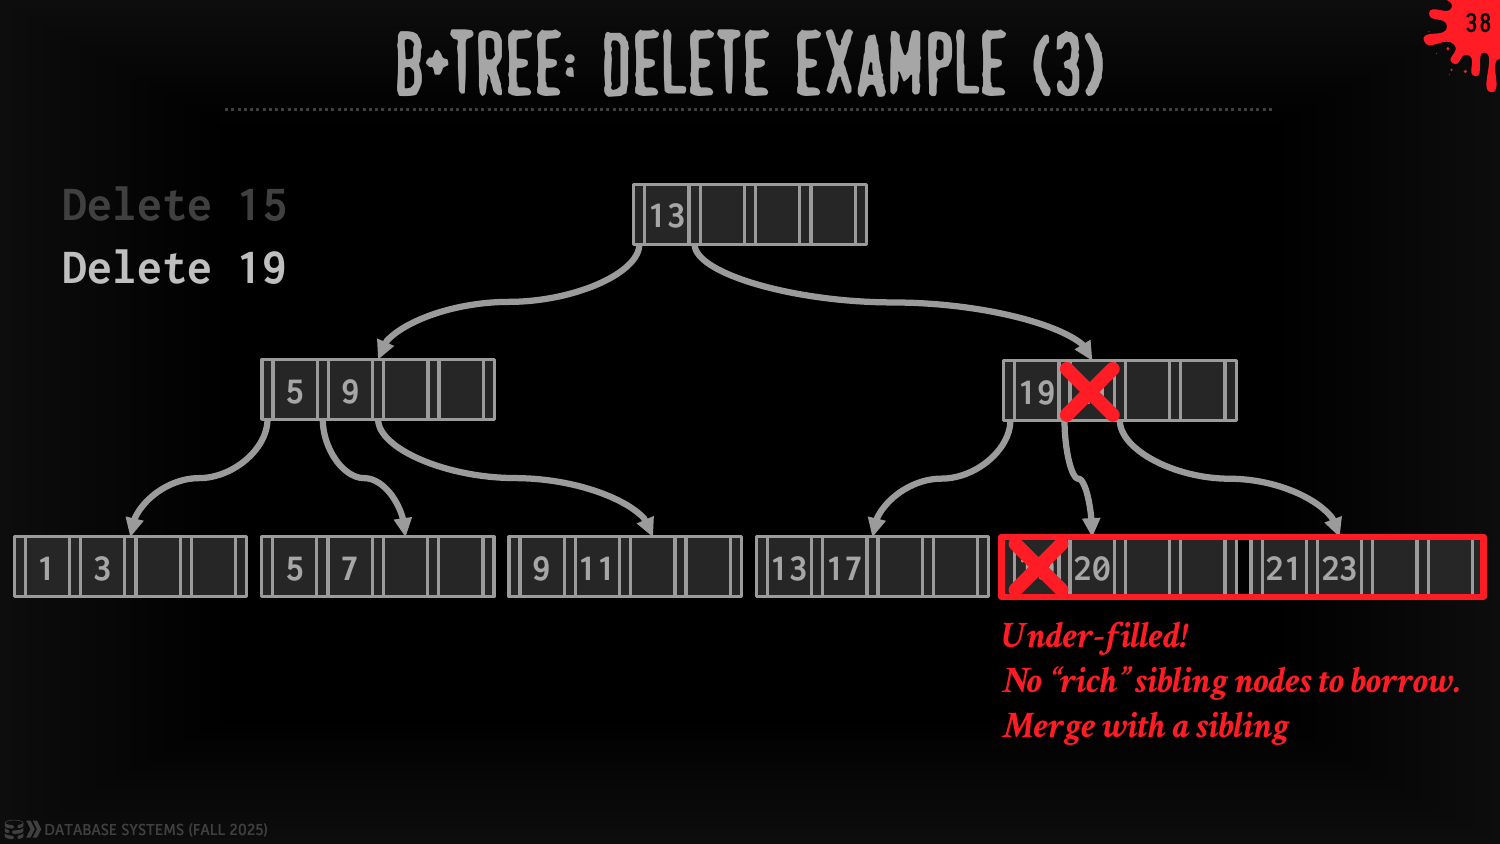 38
B+TREE: DELETE EXAMPLE (3)
Delete 15
Delete 19
13
5 9
19
1 3
5 7
9 11
13 17
20
21 23
Under-filled!
No “rich” sibling nodes to borrow.
Merge with a sibling
DATABASE SYSTEMS (FALL 2025)